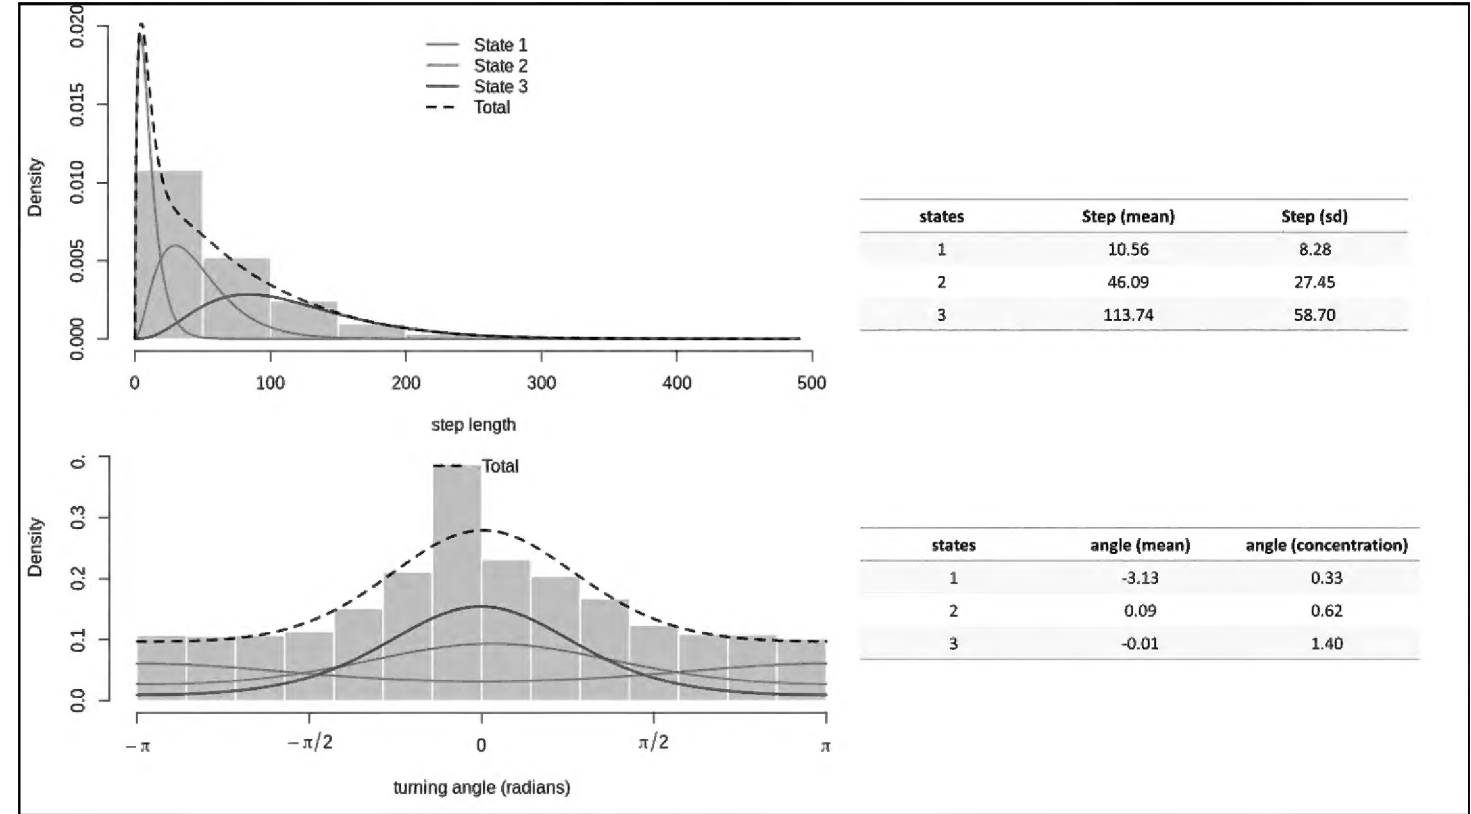 0.020
0.015
0.010
0.005
0.000
Density
State 1
State 2
State 3
Total
0 100 200 300 400 500
step length
states Step (mean) Step (sd)
1 10.56 8.28
2 46.09 27.45
3 113.74 58.70
0.
0.3
0.2
0.1
0.0
Density
Total
−π −π/2 0 π/2 π
turning angle (radians)
states angle (mean) angle (concentration)
1 -3.13 0.33
2 0.09 0.62
3 -0.01 1.40